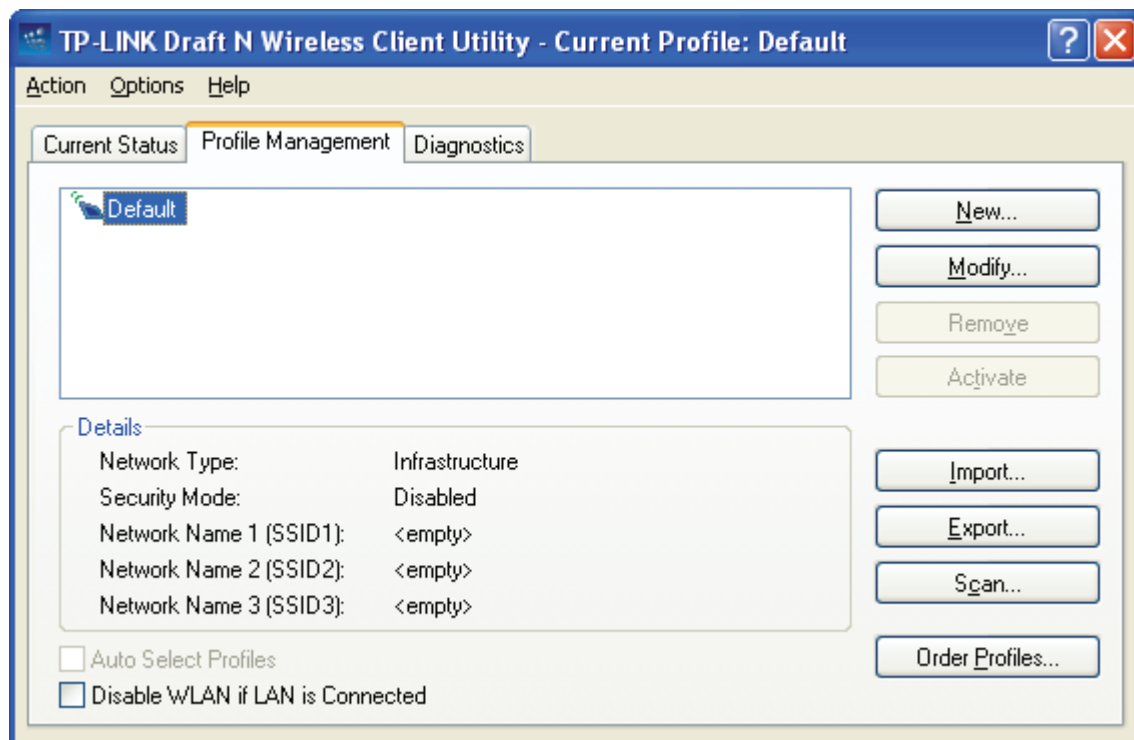 TP-LINK Draft N Wireless Client Utility - Current Profile: Default
Action Options Help
Current Status Profile Management Diagnostics
Default
New...
Modify...
Remove
Activate
Details
Network Type: Infrastructure
Security Mode: Disabled
Network Name 1 (SSID1): <empty>
Network Name 2 (SSID2): <empty>
Network Name 3 (SSID3): <empty>
Import...
Export...
Scan...
Order Profiles...
Auto Select Profiles
Disable WLAN if LAN is Connected